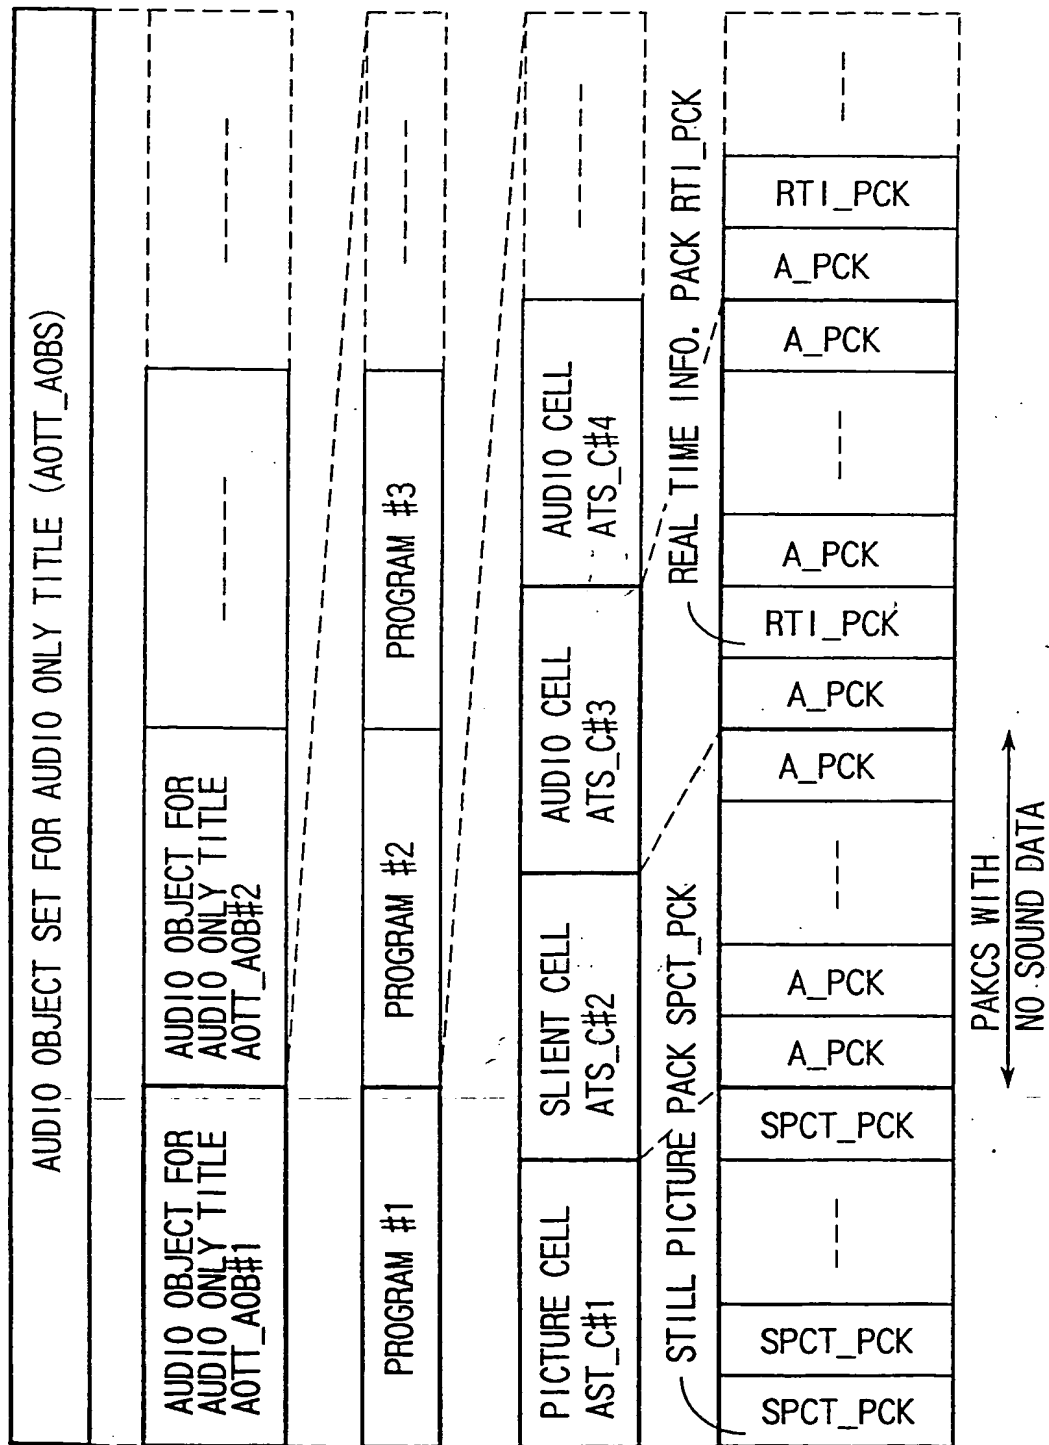 AUDIO OBJECT SET FOR AUDIO ONLY TITLE (AOTT_AOBS)
AUDIO OBJECT FOR
AUDIO ONLY TITLE
AOTT_AOB#1
AUDIO OBJECT FOR
AUDIO ONLY TITLE
AOTT_AOB#2
PROGRAM #1
PROGRAM #2
PROGRAM #3
PICTURE CELL
AST_C#1
SLIENT CELL
ATS_C#2
AUDIO CELL
ATS_C#3
AUDIO CELL
ATS_C#4
STILL PICTURE PACK SPCT_PCK
REAL TIME INFO. PACK RTI_PCK
SPCT_PCK
SPCT_PCK
SPCT_PCK
A_PCK
A_PCK
A_PCK
A_PCK
RTI_PCK
A_PCK
A_PCK
A_PCK
RTI_PCK
PAKCS WITH
NO SOUND DATA